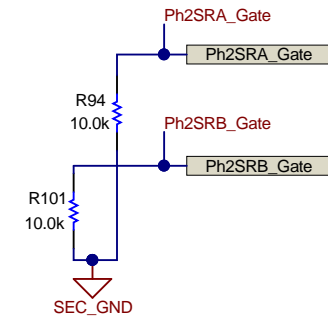 Ph2SRA_Gate
Ph2SRA_Gate
R94
10.0k
Ph2SRB_Gate
Ph2SRB_Gate
R101
10.0k
SEC_GND